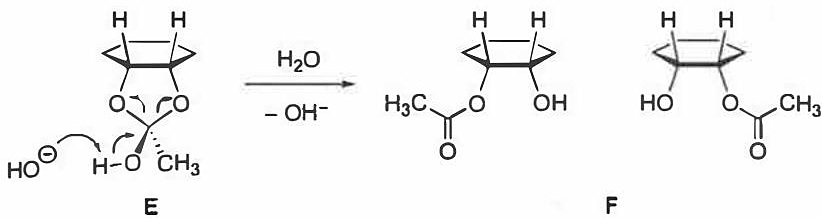 H H
O O
HO⊖ H–O CH₃
E
H₂O
– OH⁻
H H
H₃C O OH
O
H H
HO O CH₃
O
F